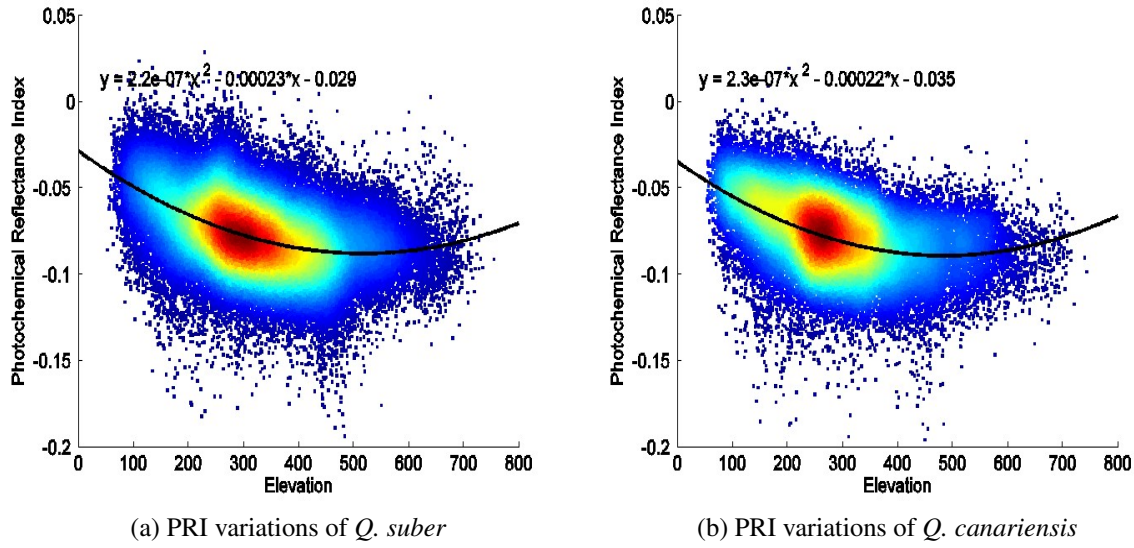 0.05
y = 2.2e-07*x² - 0.00023*x - 0.029
0
-0.05
-0.1
-0.15
-0.2
Photochemical Reflectance Index
0 100 200 300 400 500 600 700 800
Elevation
(a) PRI variations of Q. suber
0.05
y = 2.3e-07*x² - 0.00022*x - 0.035
0
-0.05
-0.1
-0.15
-0.2
Photochemical Reflectance Index
0 100 200 300 400 500 600 700 800
Elevation
(b) PRI variations of Q. canariensis